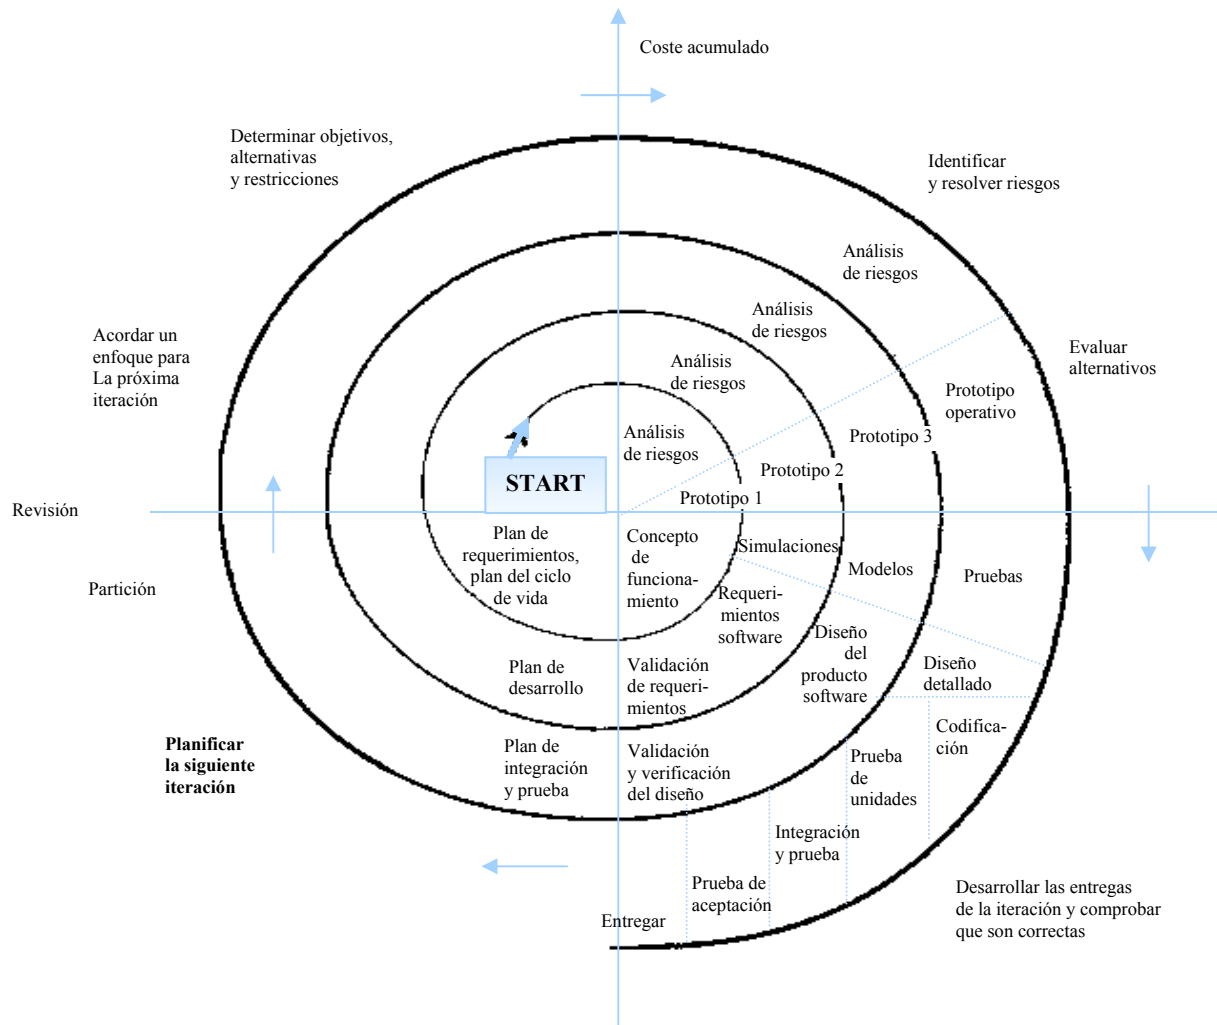 Coste acumulado
Determinar objetivos,
alternativas
y restricciones
Identificar
y resolver riesgos
Análisis
de riesgos
Análisis
de riesgos
Análisis
de riesgos
Análisis
de riesgos
Acordar un
enfoque para
La próxima
iteración
Evaluar
alternativos
Prototipo
operativo
Prototipo 3
Prototipo 2
Prototipo 1
START
Revisión
Partición
Plan de
requerimientos,
plan del ciclo
de vida
Concepto
de
funciona-
miento
Simulaciones
Modelos
Pruebas
Requeri-
mientos
software
Diseño
del
producto
software
Diseño
detallado
Plan de
desarrollo
Validación
de requeri-
mientos
Codifica-
ción
Planificar
la siguiente
iteración
Plan de
integración
y prueba
Validación
y verificación
del diseño
Prueba
de
unidades
Integración
y prueba
Prueba de
aceptación
Entregar
Desarrollar las entregas
de la iteración y comprobar
que son correctas